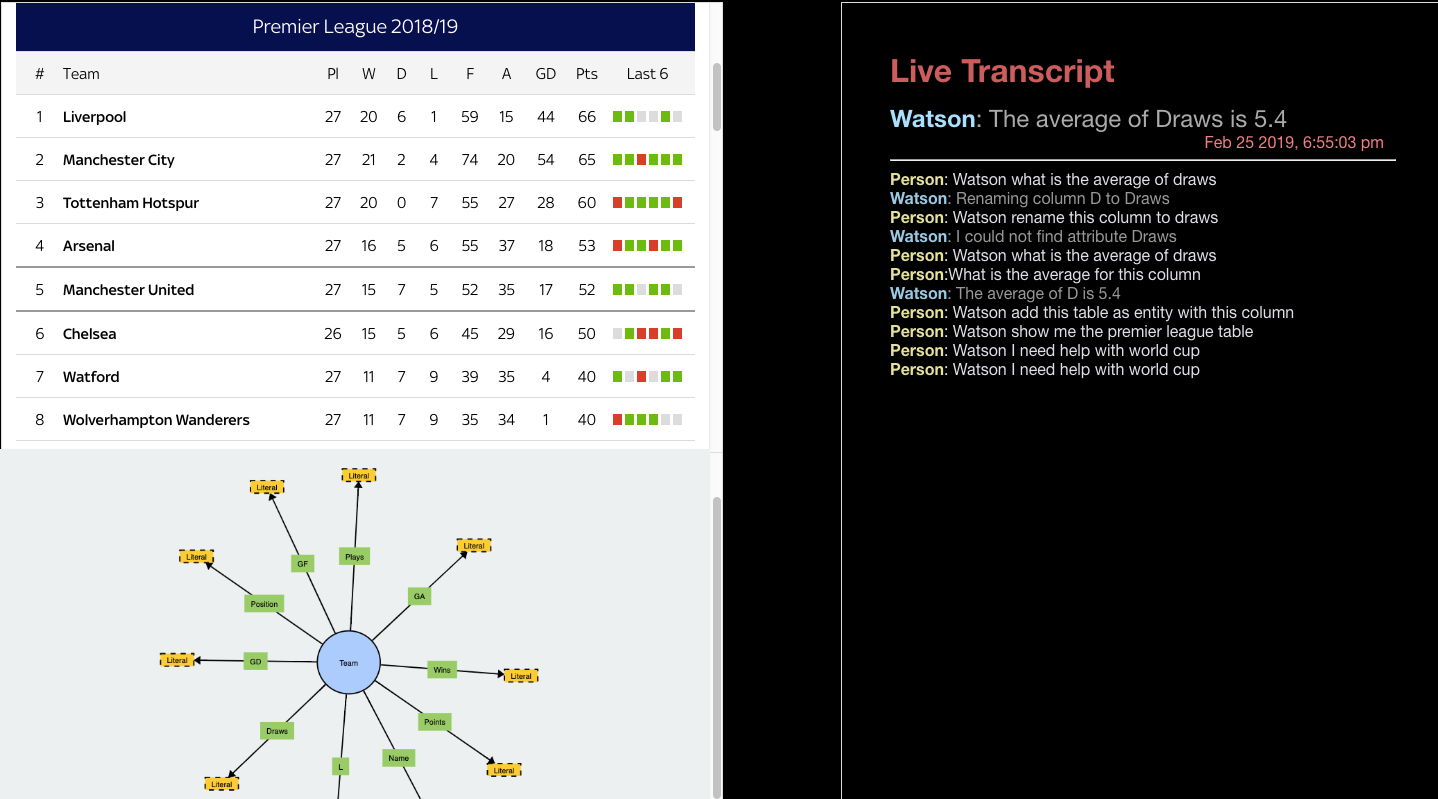 Premier League 2018/19
# Team Pl W D L F A GD Pts Last 6
1 Liverpool 27 20 6 1 59 15 44 66
2 Manchester City 27 21 2 4 74 20 54 65
3 Tottenham Hotspur 27 20 0 7 55 27 28 60
4 Arsenal 27 16 5 6 55 37 18 53
5 Manchester United 27 15 7 5 52 35 17 52
6 Chelsea 26 15 5 6 45 29 16 50
7 Watford 27 11 7 9 39 35 4 40
8 Wolverhampton Wanderers 27 11 7 9 35 34 1 40
Literal
Literal
Literal
Literal
Plays
GF
GA
Position
Literal
GD
Team
Wins
Literal
Points
Draws
Name
L
Literal
Literal
Live Transcript
Watson: The average of Draws is 5.4
Feb 25 2019, 6:55:03 pm
Person: Watson what is the average of draws
Watson: Renaming column D to Draws
Person: Watson rename this column to draws
Watson: I could not find attribute Draws
Person: Watson what is the average of draws
Person:What is the average for this column
Watson: The average of D is 5.4
Person: Watson add this table as entity with this column
Person: Watson show me the premier league table
Person: Watson I need help with world cup
Person: Watson I need help with world cup